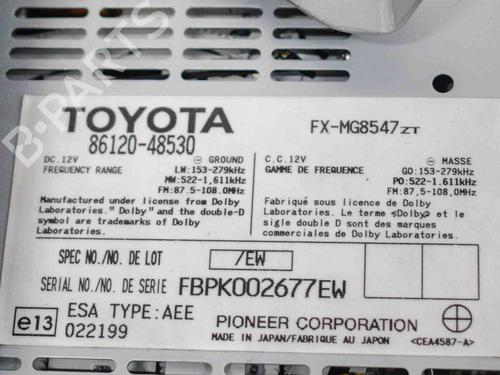 TOYOTA
86120-48530
FX-MG8547ZT
DC.12V ⊖ GROUND
FREQUENCY RANGE LW:153-279kHz
MW:522-1,611kHz
FM:87.5-108.0MHz
C.C.12V ⊖ MASSE
GAMME DE FREQUENCE GO:153-279kHz
PO:522-1,611kHz
FM:87.5-108.0MHz
Manufactured under license from Dolby
Laboratories." Dolby" and the double-D
symbol are trademarks of Dolby
Laboratories.
Fabriqué sous licence de Dolby
Laboratories. Le terme «Dolby» et le
sigle double D sont des marques
commerciales de Dolby Laboratories.
SPEC NO./NO. DE LOT /EW
SERIAL NO./NO. DE SERIE FBPK002677EW
e13
ESA TYPE:AEE
022199
PIONEER CORPORATION
MADE IN JAPAN/FABRIQUE AU JAPON
<CEA4587-A>
B-PARTS